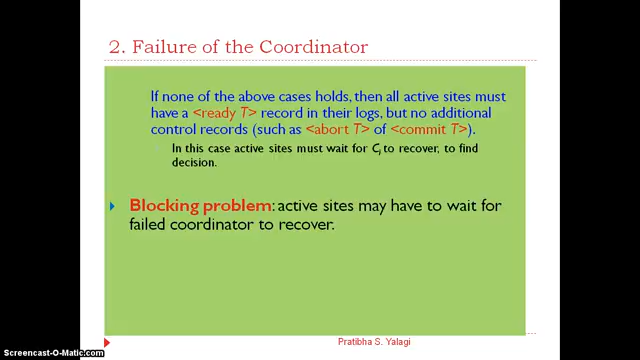 2. Failure of the Coordinator
If none of the above cases holds, then all active sites must
have a <ready T> record in their logs, but no additional
control records (such as <abort T> of <commit T>).
In this case active sites must wait for Ci to recover, to find
decision.
Blocking problem: active sites may have to wait for
failed coordinator to recover.
Pratibha S. Yalagi
Screencast-O-Matic.com